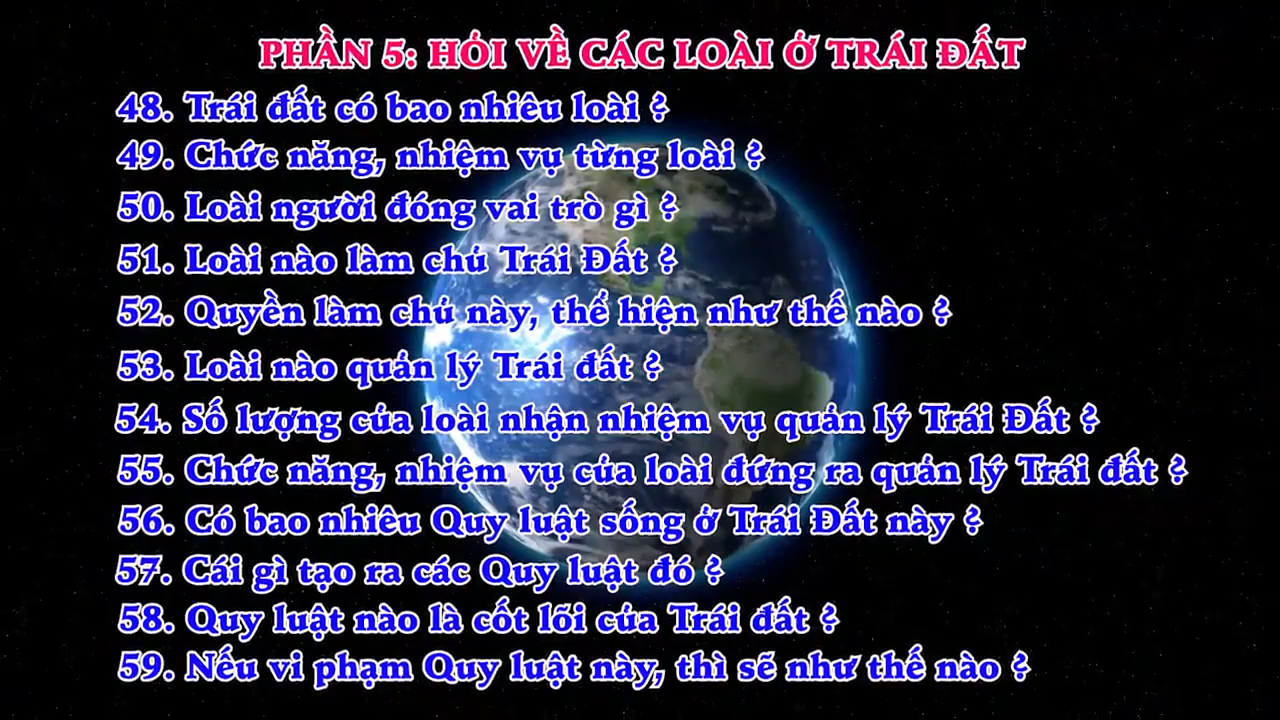 PHẦN 5: HỎI VỀ CÁC LOÀI Ở TRÁI ĐẤT
48. Trái đất có bao nhiêu loài ?
49. Chức năng, nhiệm vụ từng loài ?
50. Loài người đóng vai trò gì ?
51. Loài nào làm chủ Trái Đất ?
52. Quyền làm chủ này, thể hiện như thế nào ?
53. Loài nào quản lý Trái đất ?
54. Số lượng của loài nhận nhiệm vụ quản lý Trái Đất ?
55. Chức năng, nhiệm vụ của loài đứng ra quản lý Trái đất ?
56. Có bao nhiêu Quy luật sống ở Trái Đất này ?
57. Cái gì tạo ra các Quy luật đó ?
58. Quy luật nào là cốt lõi của Trái đất ?
59. Nếu vi phạm Quy luật này, thì sẽ như thế nào ?